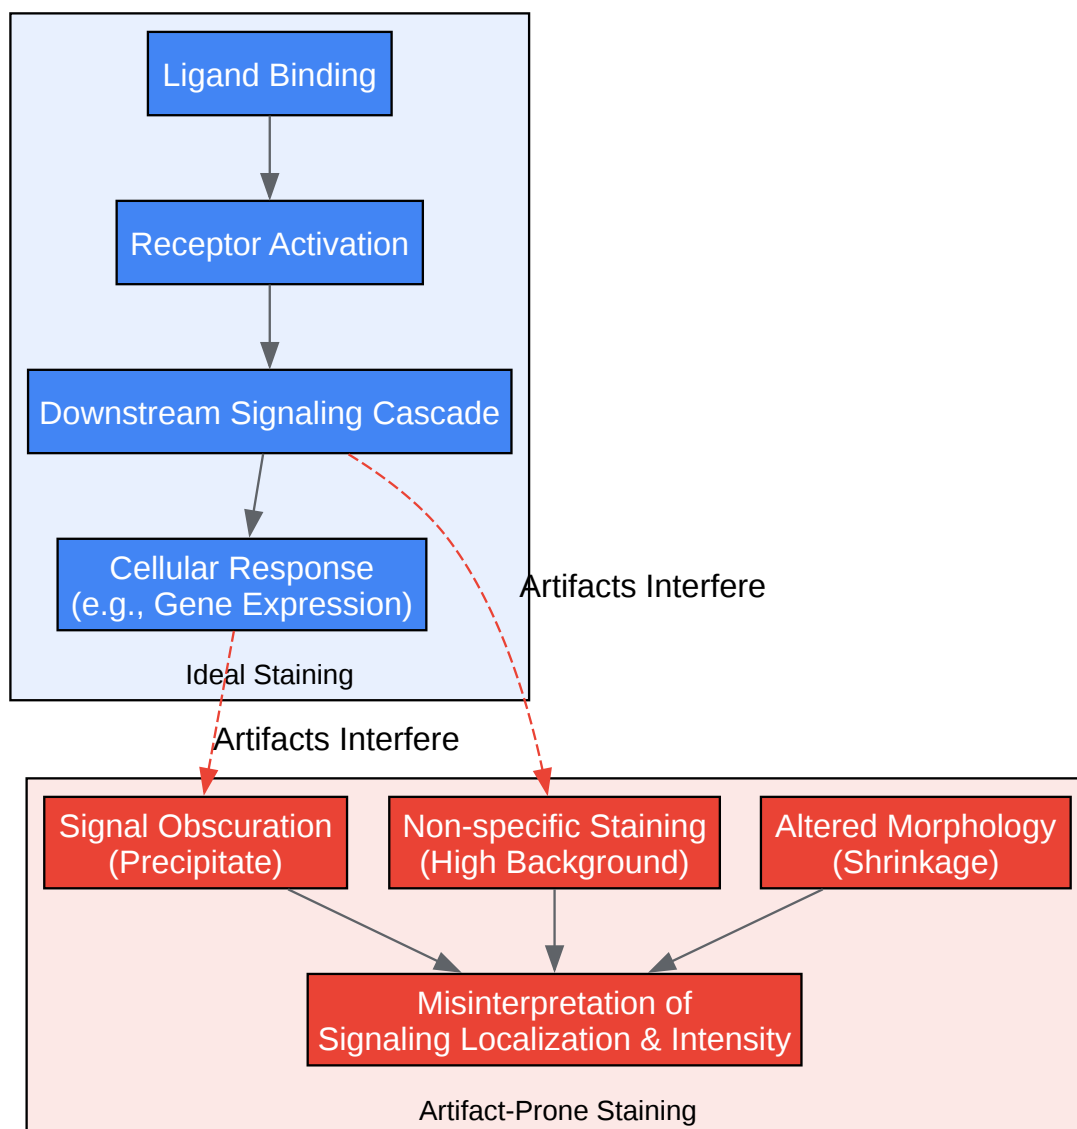 Ligand Binding
Receptor Activation
Downstream Signaling Cascade
Cellular Response
(e.g., Gene Expression)
Artifacts Interfere
Ideal Staining
Artifacts Interfere
Signal Obscuration
(Precipitate)
Non-specific Staining
(High Background)
Altered Morphology
(Shrinkage)
Misinterpretation of
Signaling Localization & Intensity
Artifact-Prone Staining